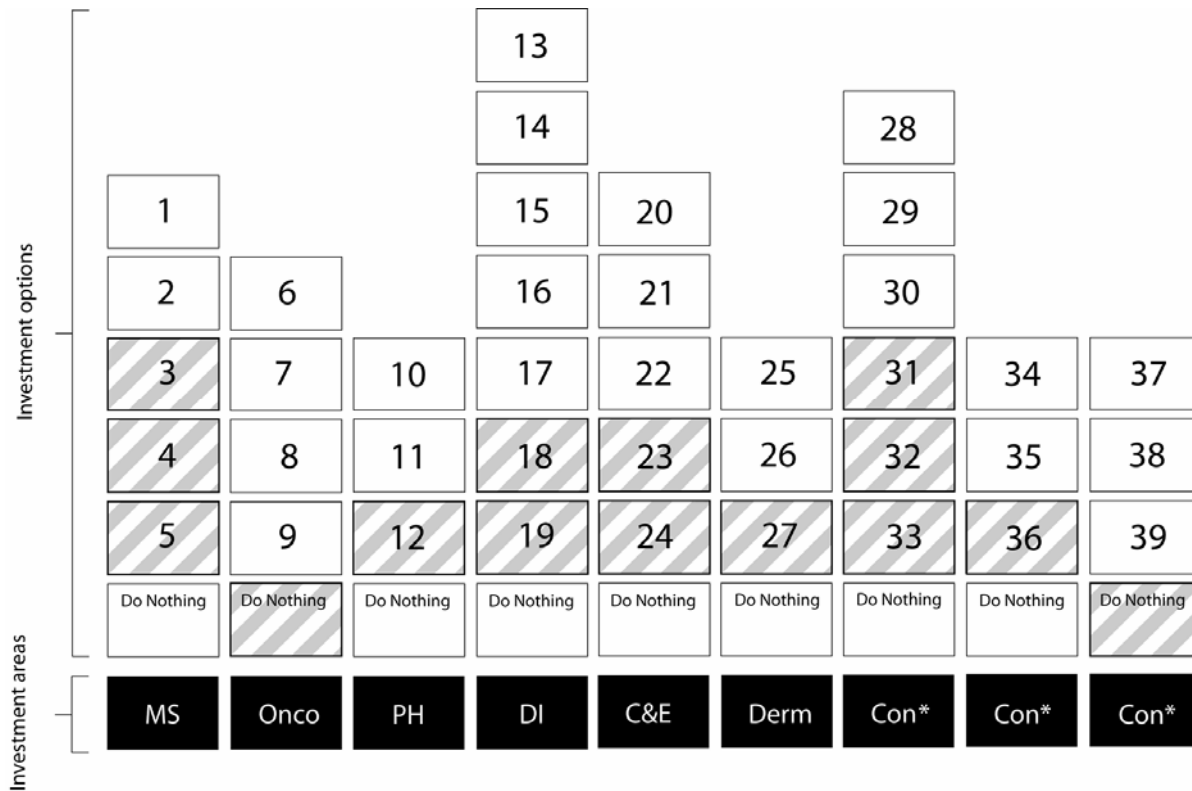 13
14
28
1
15
20
29
2
6
16
21
30
3
7
10
17
22
25
31
34
37
4
8
11
18
23
26
32
35
38
5
9
12
19
24
27
33
36
39
Do Nothing
Do Nothing
Do Nothing
Do Nothing
Do Nothing
Do Nothing
Do Nothing
Do Nothing
Do Nothing
MS
Onco
PH
DI
C&E
Derm
Con*
Con*
Con*
Investment options
Investment areas